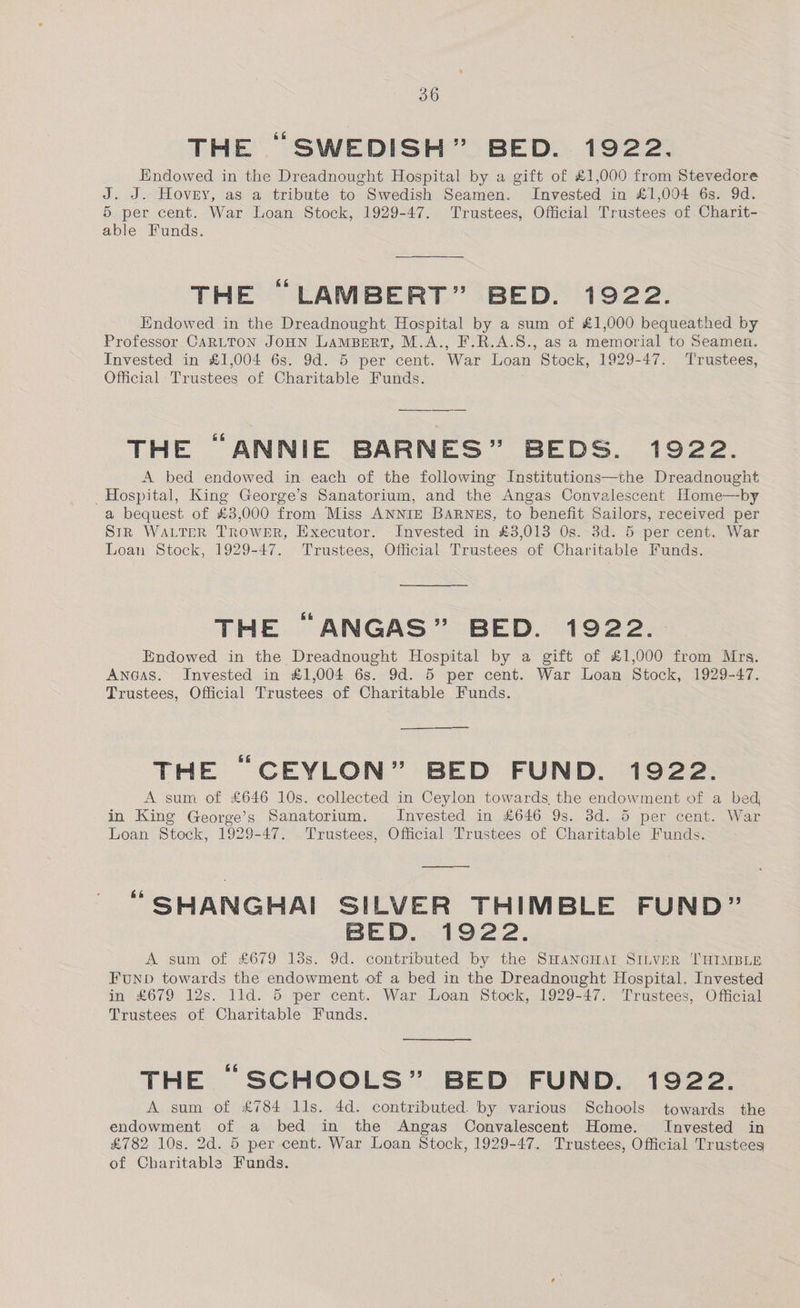 36
THE “SWEDISH” BED. 1922.
Endowed in the Dreadnought Hospital by a gift of £1,000 from Stevedore
J. J. HOVEY, as a tribute to Swedish Seamen. Invested in £1,004 6s. 9d.
5 per cent. War Loan Stock, 1929-47. Trustees, Official Trustees of Charit-
able Funds.
THE “LAMBERT” BED. 1922.
Endowed in the Dreadnought Hospital by a sum of £1,000 bequeathed by
Professor CARLTON JOHN LAMBERT, M.A., F.R.A.S., as a memorial to Seamen.
Invested in £1,004 6s. 9d. 5 per cent. War Loan Stock, 1929-47. Trustees,
Official Trustees of Charitable Funds.
THE “ANNIE BARNES” BEDS. 1922.
A bed endowed in each of the following Institutions—the Dreadnought
Hospital, King George’s Sanatorium, and the Angas Convalescent Home—by
a bequest of £3,000 from Miss ANNIE BARNES, to benefit Sailors, received per
SIR WALTER TROWER, Executor. Invested in £3,013 0s. 3d. 5 per cent. War
Loan Stock, 1929-47. Trustees, Official Trustees of Charitable Funds.
THE “ANGAS” BED. 1922.
Endowed in the Dreadnought Hospital by a gift of £1,000 from Mrs.
ANGAS. Invested in £1,004 6s. 9d. 5 per cent. War Loan Stock, 1929-47.
Trustees, Official Trustees of Charitable Funds.
THE “CEYLON” BED FUND. 1922.
A sum of £646 10s. collected in Ceylon towards the endowment of a bed
in King George’s Sanatorium. Invested in £646 9s. 3d. 5 per cent. War
Loan Stock, 1929-47. Trustees, Official Trustees of Charitable Funds.
“SHANGHAI SILVER THIMBLE FUND”
BED. 1922.
A sum of £679 13s. 9d. contributed by the SHANGHAI SILVER THIMBLE
FUND towards the endowment of a bed in the Dreadnought Hospital. Invested
in £679 12s. 11d. 5 per cent. War Loan Stock, 1929-47. Trustees, Official
Trustees of Charitable Funds.
THE “SCHOOLS” BED FUND. 1922.
A sum of £784 11s. 4d. contributed by various Schools towards the
endowment of a bed in the Angas Convalescent Home. Invested in
£782 10s. 2d. 5 per cent. War Loan Stock, 1929-47. Trustees, Official Trustees
of Charitable Funds.